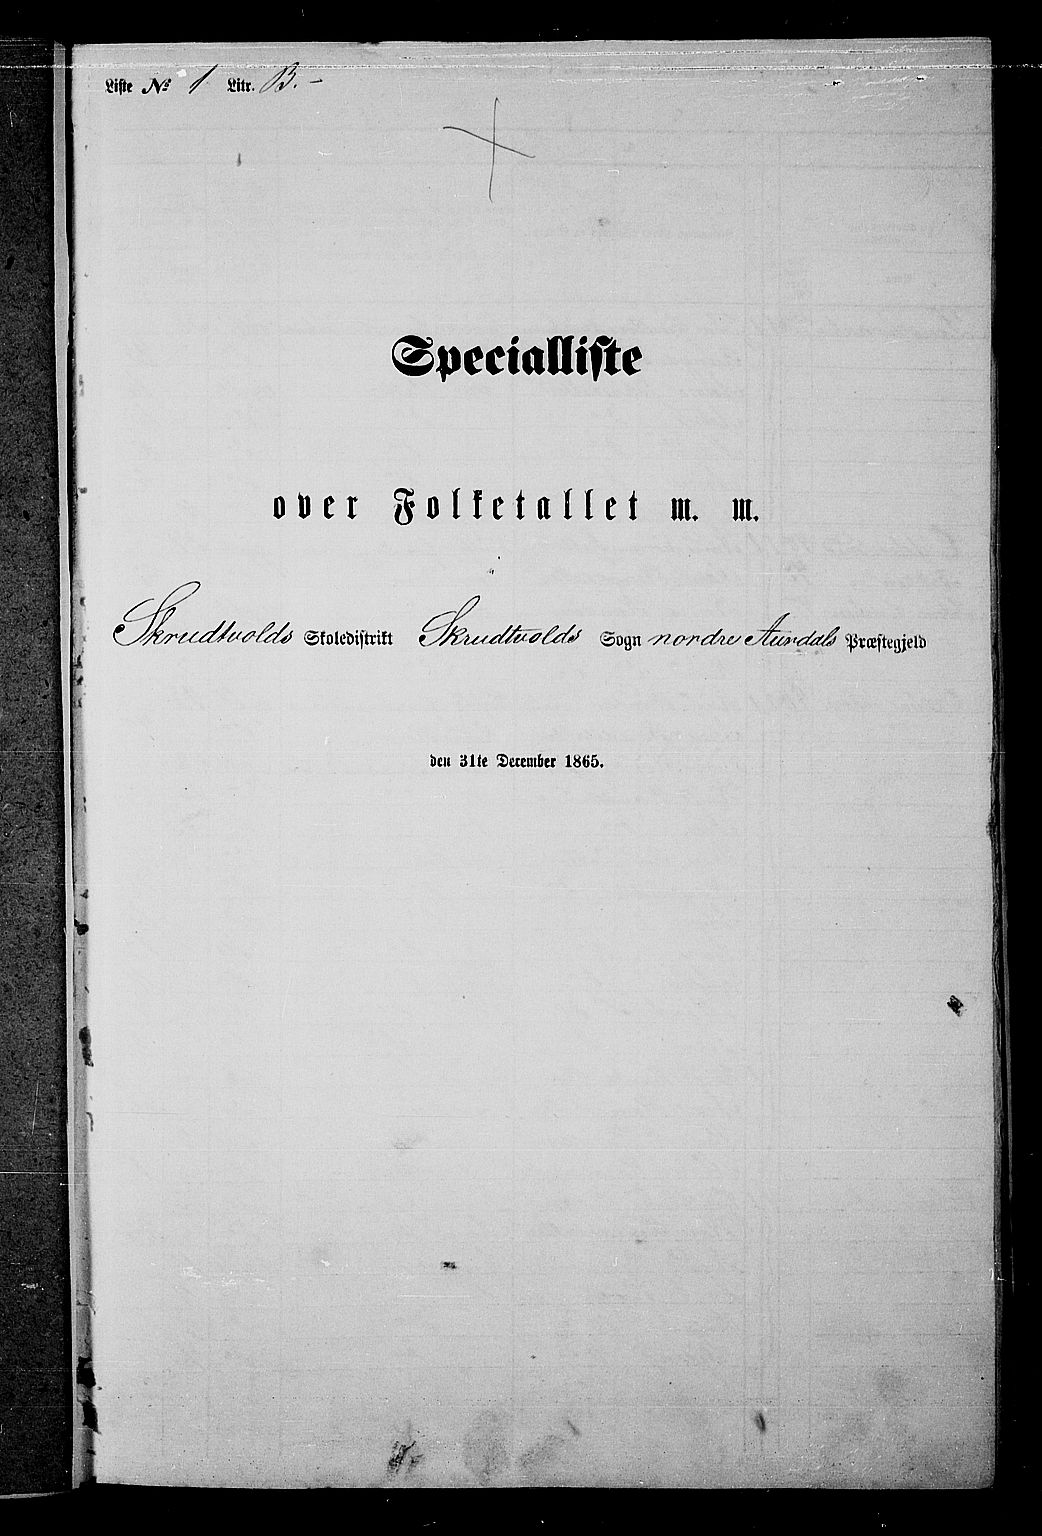 Liste No 1 Litr. B. –
Specialliste
over Folketallet m. m.
Skrudtvolds Skoledistrikt Skrudtvolds Sogn nordre Aurdals Præstegjeld
den 31te December 1865.